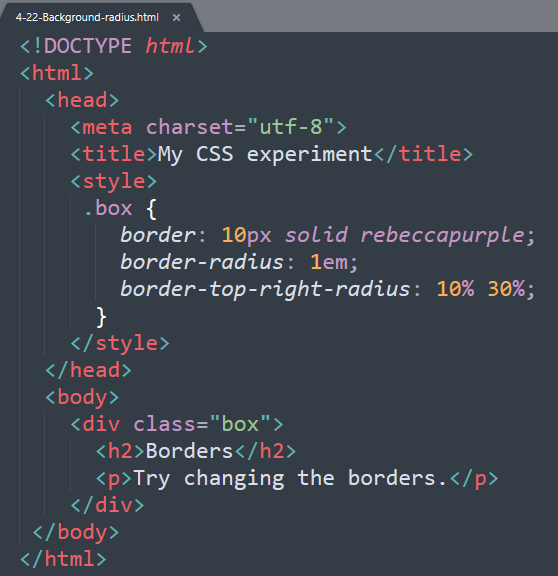 4-22-Background-radius.html ×
<!DOCTYPE html>
<html>
<head>
<meta charset="utf-8">
<title>My CSS experiment</title>
<style>
.box {
border: 10px solid rebeccapurple;
border-radius: 1em;
border-top-right-radius: 10% 30%;
}
</style>
</head>
<body>
<div class="box">
<h2>Borders</h2>
<p>Try changing the borders.</p>
</div>
</body>
</html>